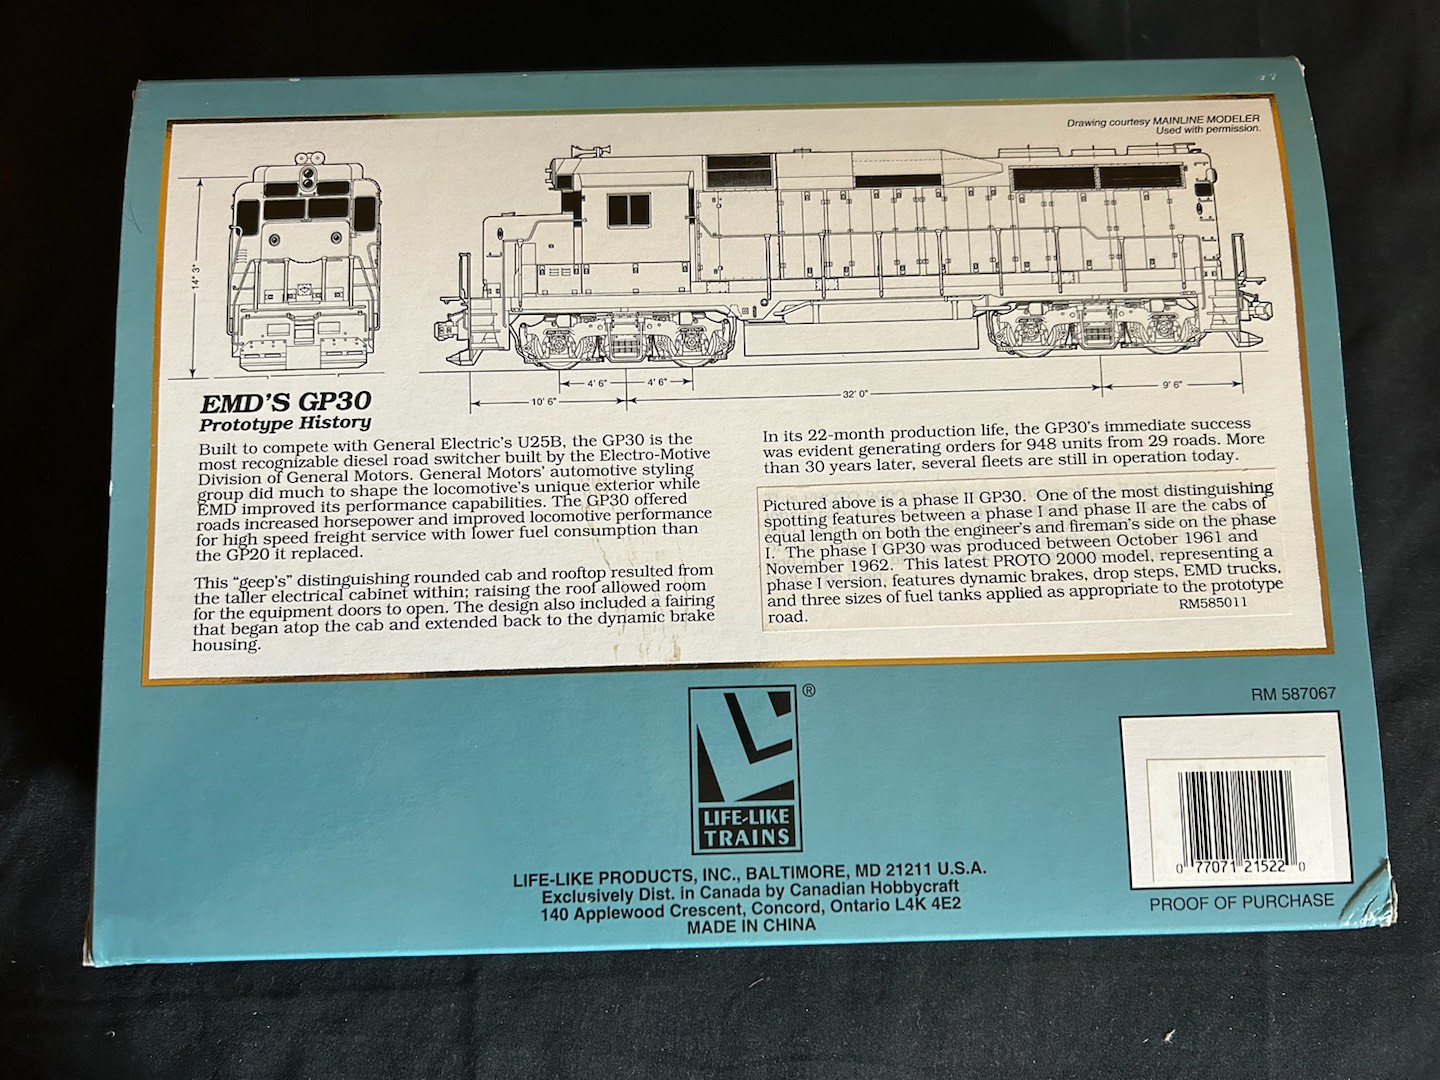 Drawing courtesy MAINLINE MODELER
Used with permission.
14' 3"
4' 6"
4' 6"
10' 6"
32' 0"
9' 6"
EMD'S GP30
Prototype History
Built to compete with General Electric's U25B, the GP30 is the
most recognizable diesel road switcher built by the Electro-Motive
Division of General Motors. General Motors' automotive styling
group did much to shape the locomotive's unique exterior while
EMD improved its performance capabilities. The GP30 offered
roads increased horsepower and improved locomotive performance
for high speed freight service with lower fuel consumption than
the GP20 it replaced.
This "geep's" distinguishing rounded cab and rooftop resulted from
the taller electrical cabinet within; raising the roof allowed room
for the equipment doors to open. The design also included a fairing
that began atop the cab and extended back to the dynamic brake
housing.
In its 22-month production life, the GP30's immediate success
was evident generating orders for 948 units from 29 roads. More
than 30 years later, several fleets are still in operation today.
Pictured above is a phase II GP30. One of the most distinguishing
spotting features between a phase I and phase II are the cabs of
equal length on both the engineer's and fireman's side on the phase
I. The phase I GP30 was produced between October 1961 and
November 1962. This latest PROTO 2000 model, representing a
phase I version, features dynamic brakes, drop steps, EMD trucks,
and three sizes of fuel tanks applied as appropriate to the prototype
road.
RM585011
®
LIFE-LIKE
TRAINS
LIFE-LIKE PRODUCTS, INC., BALTIMORE, MD 21211 U.S.A.
Exclusively Dist. in Canada by Canadian Hobbycraft
140 Applewood Crescent, Concord, Ontario L4K 4E2
MADE IN CHINA
RM 587067
0 77071 21522 0
PROOF OF PURCHASE